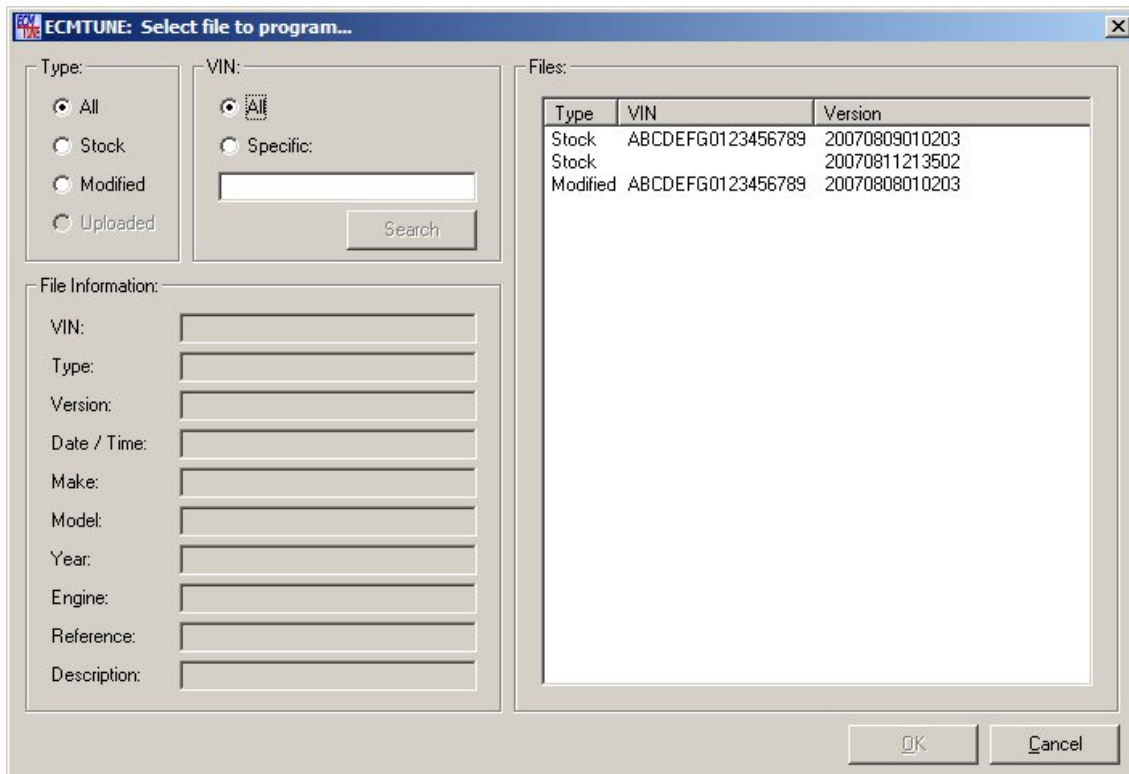 ECM TUNE ECMTUNE: Select file to program...
Type:
All
Stock
Modified
Uploaded
VIN:
All
Specific:
Search
File Information:
VIN:
Type:
Version:
Date / Time:
Make:
Model:
Year:
Engine:
Reference:
Description:
Files:
Type VIN Version
Stock ABCDEFG0123456789 20070809010203
Stock 20070811213502
Modified ABCDEFG0123456789 20070808010203
OK Cancel